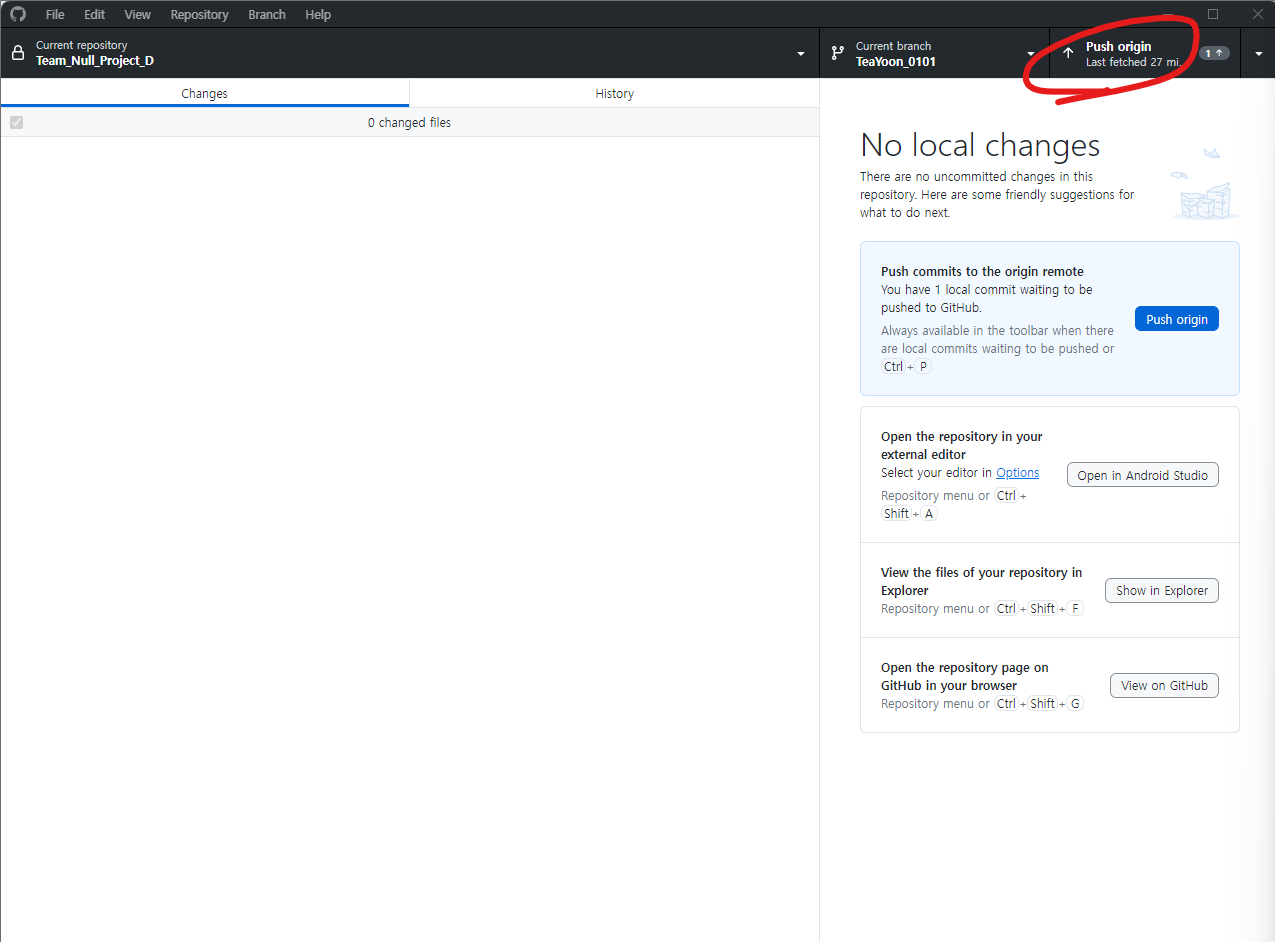 File Edit View Repository Branch Help
Current repository
Team_Null_Project_D
Current branch
TeaYoon_0101
Push origin
Last fetched 27 mi...
1
Changes History
0 changed files
No local changes
There are no uncommitted changes in this
repository. Here are some friendly suggestions for
what to do next.
Push commits to the origin remote
You have 1 local commit waiting to be
pushed to GitHub.
Always available in the toolbar when there
are local commits waiting to be pushed or
Ctrl + P
Push origin
Open the repository in your
external editor
Select your editor in Options
Repository menu or Ctrl +
Shift + A
Open in Android Studio
View the files of your repository in
Explorer
Repository menu or Ctrl + Shift + F
Show in Explorer
Open the repository page on
GitHub in your browser
Repository menu or Ctrl + Shift + G
View on GitHub